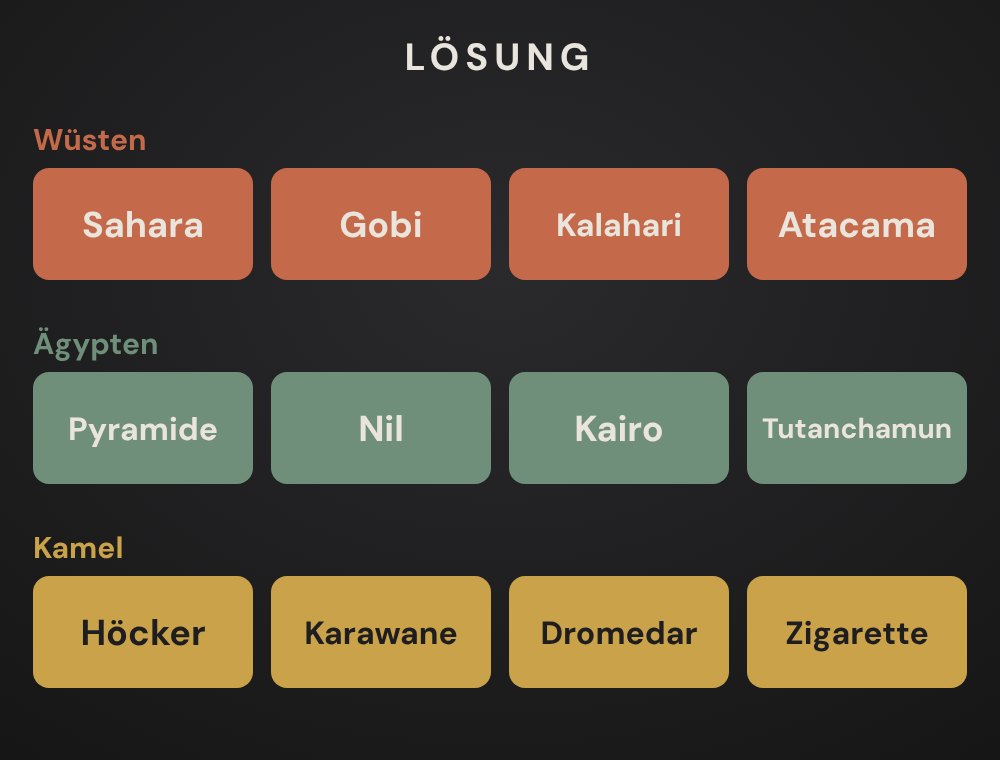 LÖSUNG
Wüsten
Sahara Gobi Kalahari Atacama
Ägypten
Pyramide Nil Kairo Tutanchamun
Kamel
Höcker Karawane Dromedar Zigarette